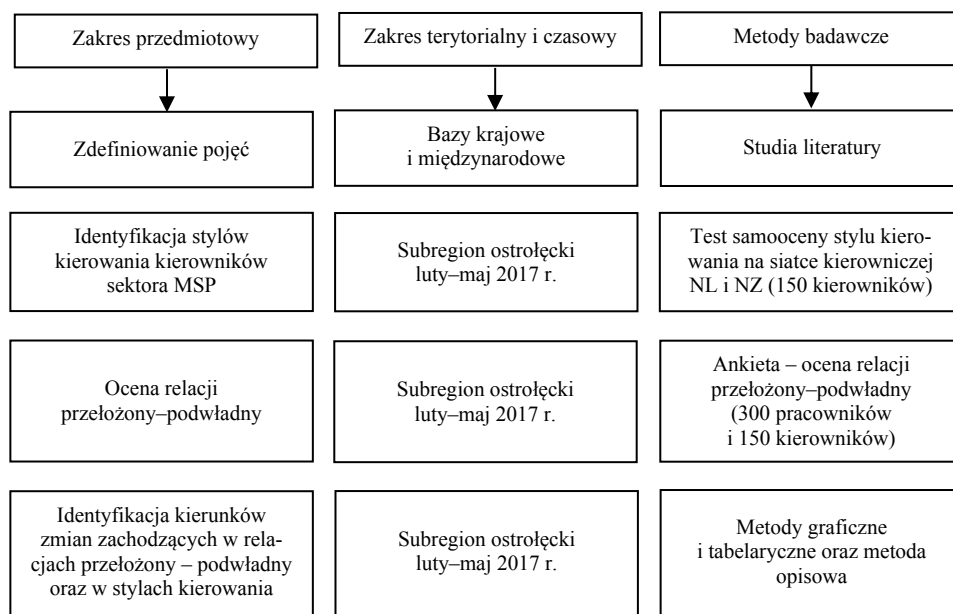 Zakres przedmiotowy
Zakres terytorialny i czasowy
Metody badawcze
Zdefiniowanie pojęć
Bazy krajowe
i międzynarodowe
Studia literatury
Identyfikacja stylów
kierowania kierowników
sektora MSP
Subregion ostrołęcki
luty–maj 2017 r.
Test samooceny stylu kiero-
wania na siatce kierowniczej
NL i NZ (150 kierowników)
Ocena relacji
przełożony–podwładny
Subregion ostrołęcki
luty–maj 2017 r.
Ankieta – ocena relacji
przełożony–podwładny
(300 pracowników
i 150 kierowników)
Identyfikacja kierunków
zmian zachodzących w rela-
cjach przełożony – podwładny
oraz w stylach kierowania
Subregion ostrołęcki
luty–maj 2017 r.
Metody graficzne
i tabelaryczne oraz metoda
opisowa